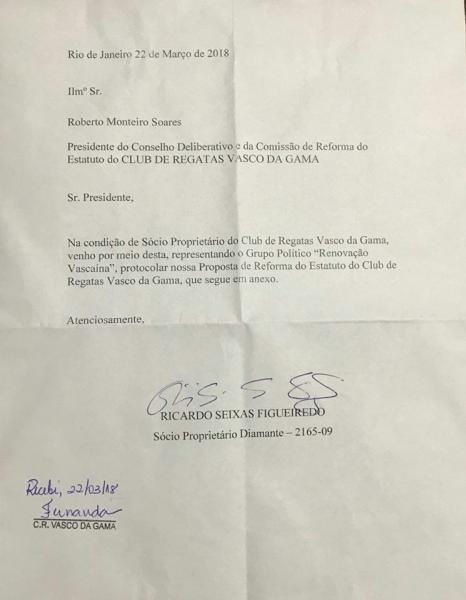 Rio de Janeiro 22 de Março de 2018
Ilmº Sr.
Roberto Monteiro Soares
Presidente do Conselho Deliberativo e da Comissão de Reforma do
Estatuto do CLUB DE REGATAS VASCO DA GAMA
Sr. Presidente,
Na condição de Sócio Proprietário do Club de Regatas Vasco da Gama,
venho por meio desta, representando o Grupo Político “Renovação
Vascaína”, protocolar nossa Proposta de Reforma do Estatuto do Club de
Regatas Vasco da Gama, que segue em anexo.
Atenciosamente,
RICARDO SEIXAS FIGUEIREDO
Sócio Proprietário Diamante – 2165-09
Recebi, 22/03/18
Fernanda
C.R. VASCO DA GAMA